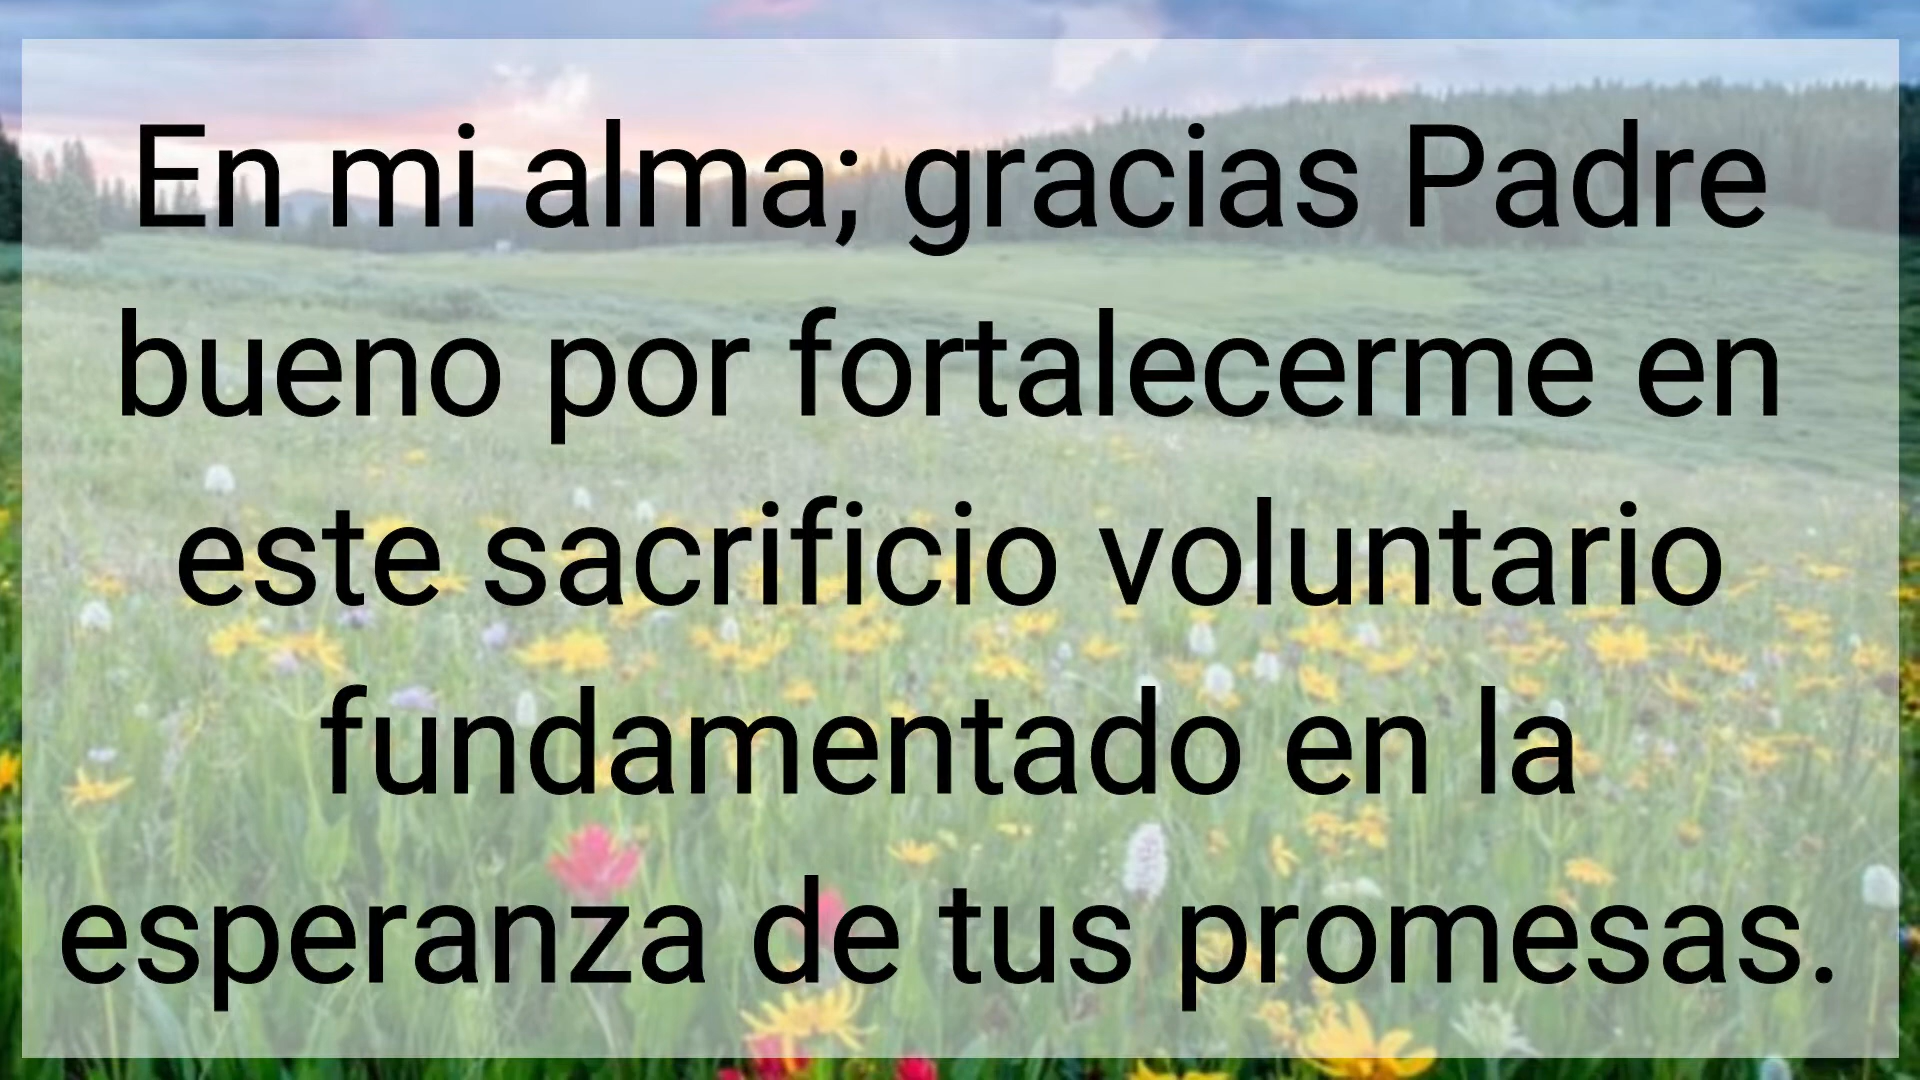 En mi alma; gracias Padre
bueno por fortalecerme en
este sacrificio voluntario
fundamentado en la
esperanza de tus promesas.